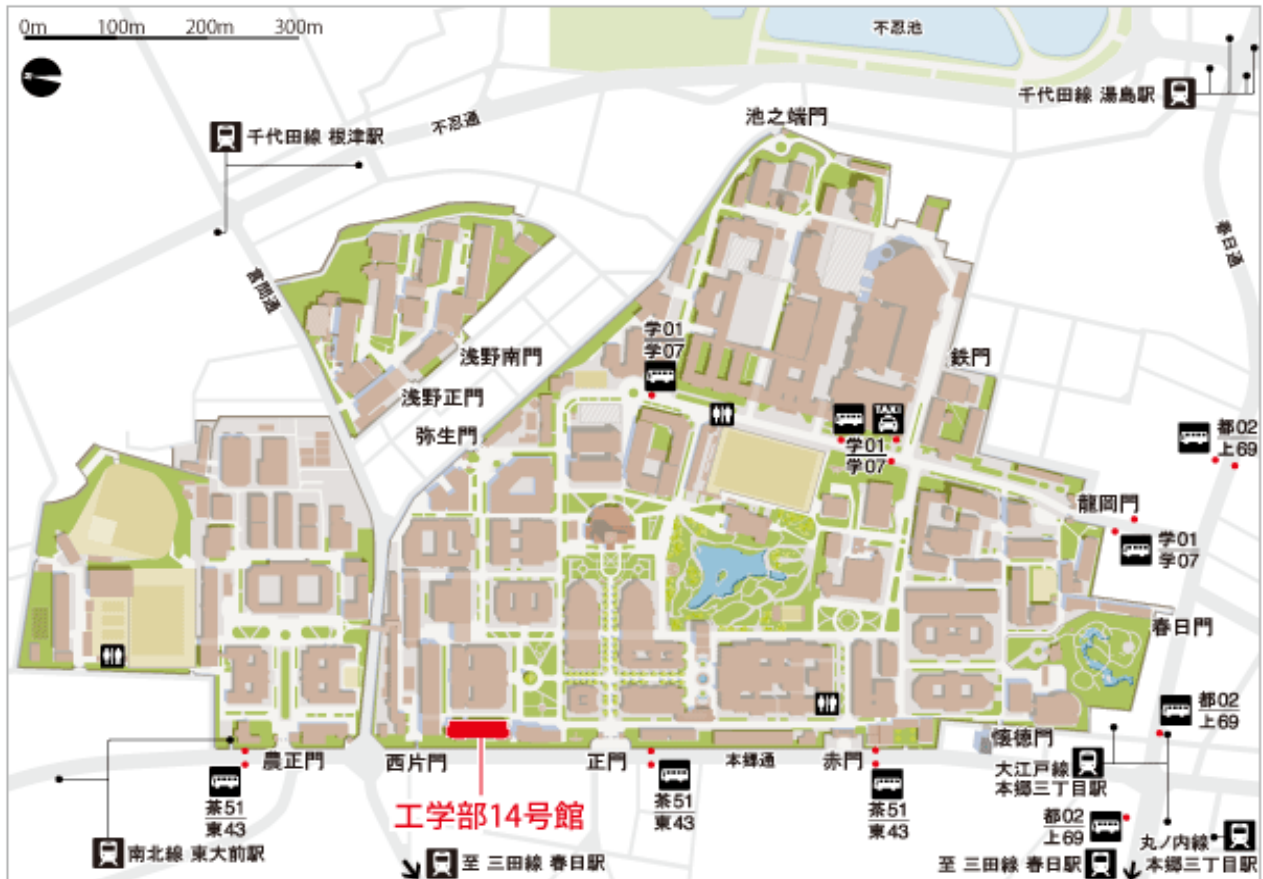 0m 100m 200m 300m
不忍池
千代田線 湯島駅
池之端門
不忍通
千代田線 根津駅
春日通
言問通
学01
学07
浅野南門
鉄門
浅野正門
TAXI
弥生門
学01
学07
都02
上69
龍岡門
学01
学07
春日門
都02
上69
農正門
西片門
正門
本郷通
赤門
懐徳門
大江戸線
本郷三丁目駅
茶51
東43
工学部14号館
茶51
東43
茶51
東43
都02
上69
丸ノ内線
本郷三丁目駅
南北線 東大前駅
至 三田線 春日駅
至 三田線 春日駅